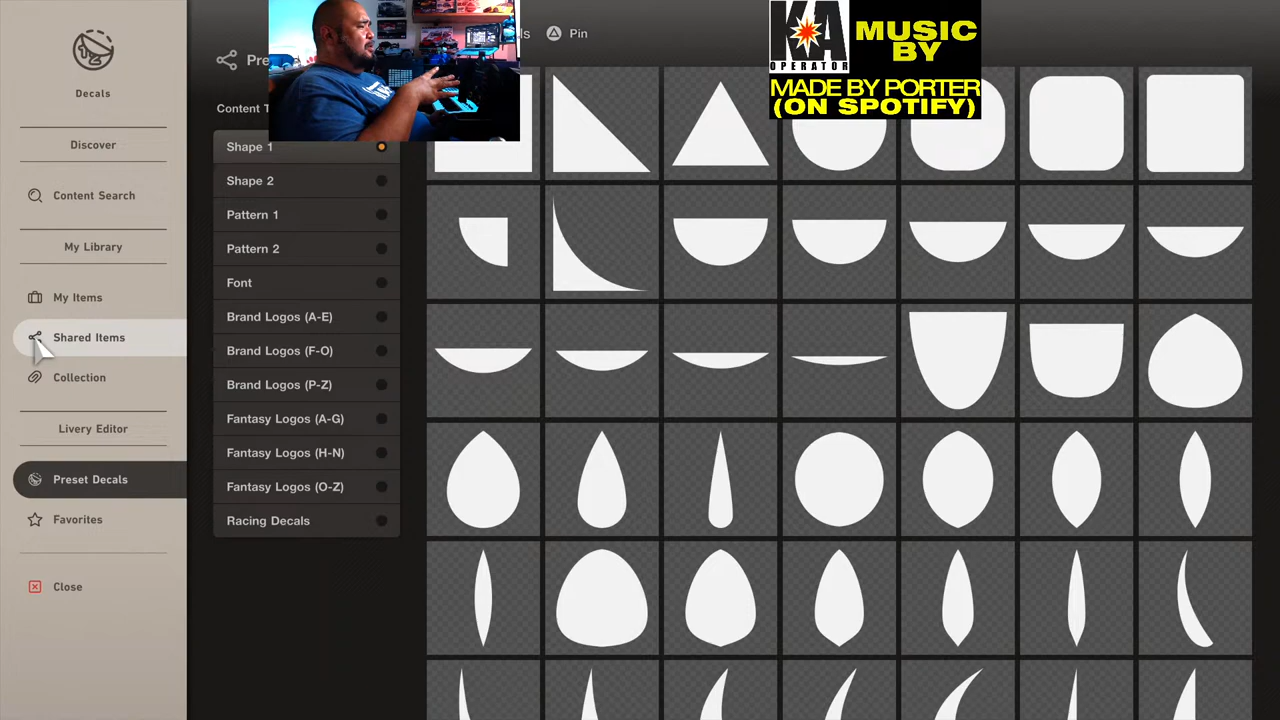 Decals
Discover
Content Search
My Library
My Items
Shared Items
Collection
Livery Editor
Preset Decals
Favorites
Close
Pre
Pin
Content T
Shape 1
Shape 2
Pattern 1
Pattern 2
Font
Brand Logos (A-E)
Brand Logos (F-O)
Brand Logos (P-Z)
Fantasy Logos (A-G)
Fantasy Logos (H-N)
Fantasy Logos (O-Z)
Racing Decals
KA
OPERATOR
MUSIC
BY
MADE BY PORTER
(ON SPOTIFY)